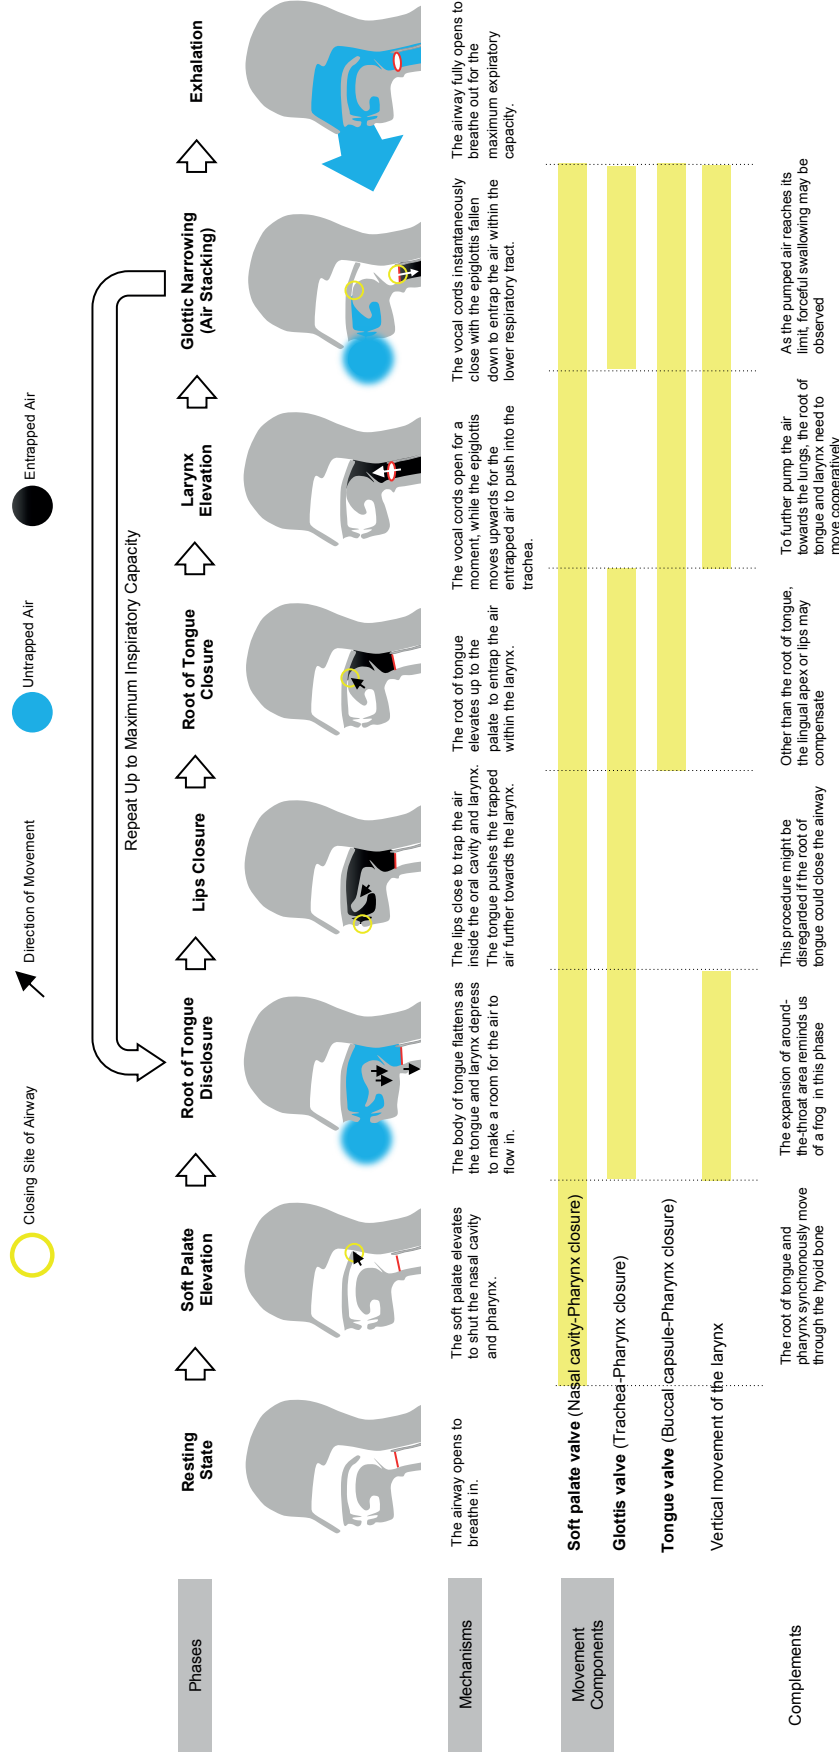 Closing Site of Airway
Direction of Movement
Untrapped Air
Entrapped Air
Repeat Up to Maximum Inspiratory Capacity
Phases
Resting
State
Soft Palate
Elevation
Root of Tongue
Disclosure
Lips Closure
Root of Tongue
Closure
Larynx
Elevation
Glottic Narrowing
(Air Stacking)
Exhalation
Mechanisms
The airway opens to
breathe in.
The soft palate elevates
to shut the nasal cavity
and pharynx.
The body of tongue flattens as
the tongue and larynx depress
to make a room for the air to
flow in.
The lips close to trap the air
inside the oral cavity and larynx.
The tongue pushes the trapped
air further towards the larynx.
The root of tongue
elevates up to the
palate to entrap the air
within the larynx.
The vocal cords open for a
moment, while the epiglottis
moves upwards for the
entrapped air to push into the
trachea.
The vocal cords instantaneously
close with the epiglottis fallen
down to entrap the air within the
lower respiratory tract.
The airway fully opens to
breathe out for the
maximum expiratory
capacity.
Movement
Components
Soft palate valve (Nasal cavity-Pharynx closure)
Glottis valve (Trachea-Pharynx closure)
Tongue valve (Buccal capsule-Pharynx closure)
Vertical movement of the larynx
Complements
The root of tongue and
pharynx synchronously move
through the hyoid bone
The expansion of around-
the-throat area reminds us
of a frog in this phase
This procedure might be
disregarded if the root of
tongue could close the airway
Other than the root of tongue,
the lingual apex or lips may
compensate
To further pump the air
towards the lungs, the root of
tongue and larynx need to
move cooperatively
As the pumped air reaches its
limit, forceful swallowing may be
observed